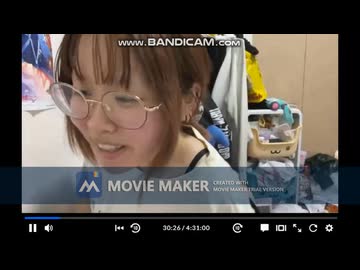 www.BANDICAM.com
MOVIE MAKER
CREATED WITH
MOVIE MAKER TRIAL VERSION
30:26 / 4:31:00